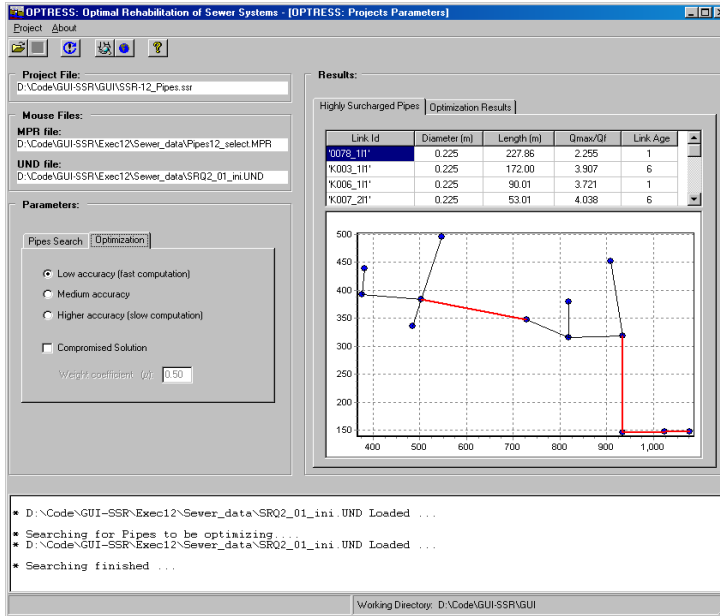 OPTRESS: Optimal Rehabilitation of Sewer Systems - [OPTRESS: Projects Parameters]
Project About
Project File:
D:\Code\GUI-SSR\GUI\SSR-12_Pipes.ssr
Mouse Files:
MPR file:
D:\Code\GUI-SSR\Exec12\Sewer_data\Pipes12_select.MPR
UND file:
D:\Code\GUI-SSR\Exec12\Sewer_data\SRQ2_01_ini.UND
Parameters:
Pipes Search Optimization
Low accuracy (fast computation)
Medium accuracy
Higher accuracy (slow computation)
Compromised Solution
Weight coefficient (μ): 0.50
Results:
Highly Surcharged Pipes Optimization Results
Link Id Diameter (m) Length (m) Qmax/Qf Link Age
'0078_1l1' 0.225 227.86 2.255 1
'K003_1l1' 0.225 172.00 3.907 6
'K006_1l1' 0.225 90.01 3.721 1
'K007_2l1' 0.225 53.01 4.038 6
500
450
400
350
300
250
200
150
400 500 600 700 800 900 1,000
* D:\Code\GUI-SSR\Exec12\Sewer_data\SRQ2_01_ini.UND Loaded ...
* Searching for Pipes to be optimizing....
* D:\Code\GUI-SSR\Exec12\Sewer_data\SRQ2_01_ini.UND Loaded ...
* Searching finished ...
Working Directory: D:\Code\GUI-SSR\GUI